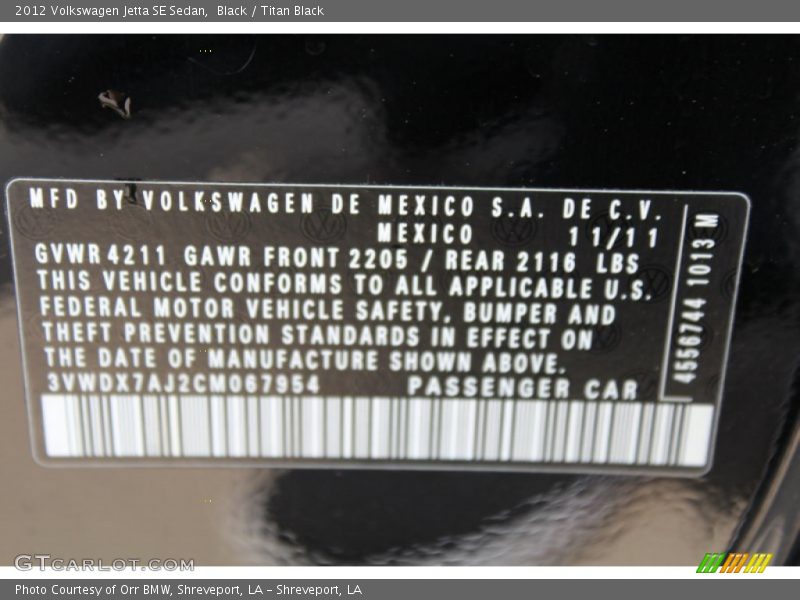 2012 Volkswagen Jetta SE Sedan,  Black / Titan Black
MFD BY VOLKSWAGEN DE MEXICO S.A. DE C.V.
MEXICO 11/11
GVWR 4211 GAWR FRONT 2205 / REAR 2116 LBS
THIS VEHICLE CONFORMS TO ALL APPLICABLE U.S.
FEDERAL MOTOR VEHICLE SAFETY, BUMPER AND
THEFT PREVENTION STANDARDS IN EFFECT ON
THE DATE OF MANUFACTURE SHOWN ABOVE.
3VWDX7AJ2CM067954 PASSENGER CAR
4556744 1013 M
GTcarlot.com
Photo Courtesy of Orr BMW, Shreveport, LA – Shreveport, LA